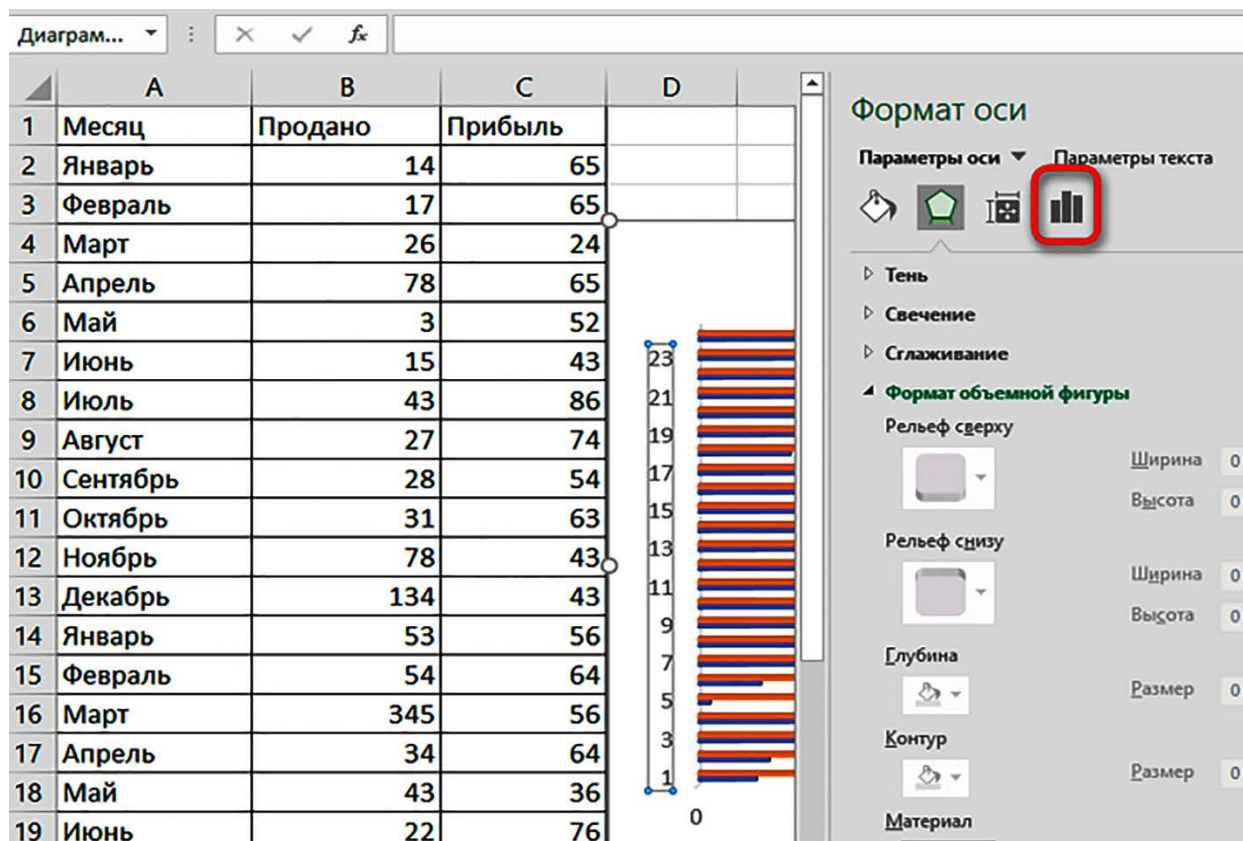 Диаграм... fx
A B C D
1 Месяц Продано Прибыль
2 Январь 14 65
3 Февраль 17 65
4 Март 26 24
5 Апрель 78 65
6 Май 3 52
7 Июнь 15 43
8 Июль 43 86
9 Август 27 74
10 Сентябрь 28 54
11 Октябрь 31 63
12 Ноябрь 78 43
13 Декабрь 134 43
14 Январь 53 56
15 Февраль 54 64
16 Март 345 56
17 Апрель 34 64
18 Май 43 36
19 Июнь 22 76
23
21
19
17
15
13
11
9
7
5
3
1
0
Формат оси
Параметры оси Параметры текста
Тень
Свечение
Сглаживание
Формат объемной фигуры
Рельеф сверху
Ширина 0
Высота 0
Рельеф снизу
Ширина 0
Высота 0
Глубина
Размер 0
Контур
Размер 0
Материал